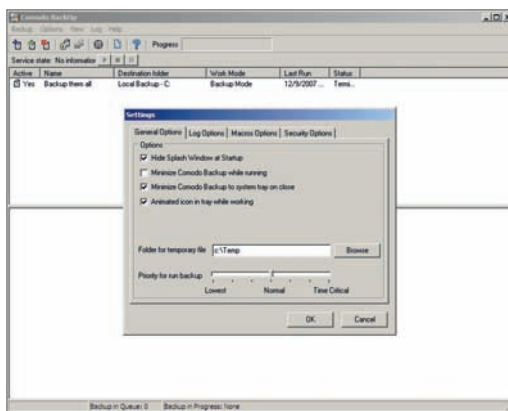 Comodo BackUp
Backup Options View Log Help
Progress
Service state: No information
Active Name Destination folder Work Mode Last Run Status
Yes Backup them all Local Backup - C: Backup Mode 12/9/2007 ... Termi...
Settings
General Options Log Options Macros Options Security Options
Options
Hide Splash Window at Startup
Minimize Comodo Backup while running
Minimize Comodo Backup to system tray on close
Animated icon in tray while working
Folder for temporary file c:\Temp Browse
Priority for run backup
Lowest Normal Time Critical
OK Cancel
Backup in Queue: 0 Backup in Progress: None